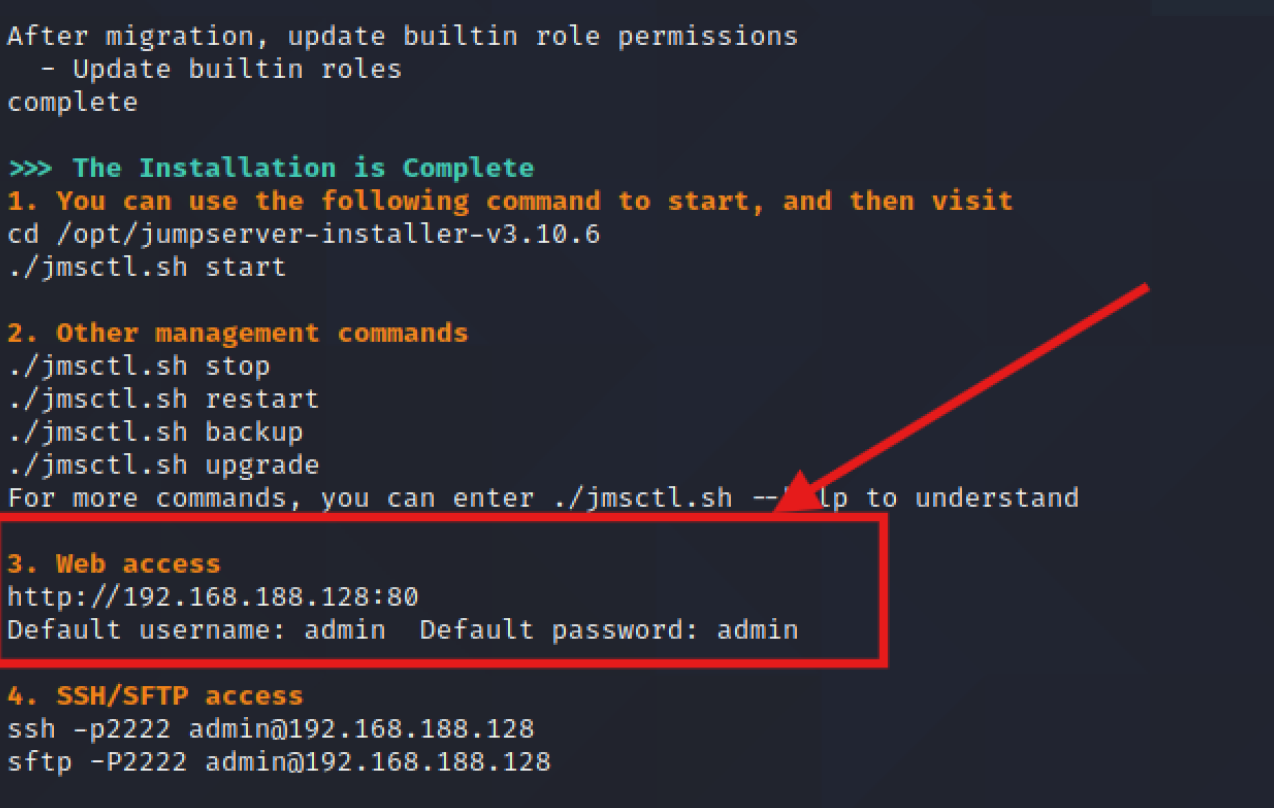 After migration, update builtin role permissions
  - Update builtin roles
complete
>>> The Installation is Complete
1. You can use the following command to start, and then visit
cd /opt/jumpserver-installer-v3.10.6
./jmsctl.sh start
2. Other management commands
./jmsctl.sh stop
./jmsctl.sh restart
./jmsctl.sh backup
./jmsctl.sh upgrade
For more commands, you can enter ./jmsctl.sh to understand
3. Web access
http://192.168.188.128:80
Default username: admin  Default password: admin
4. SSH/SFTP access
ssh -p2222 admin@192.168.188.128
sftp -P2222 admin@192.168.188.128